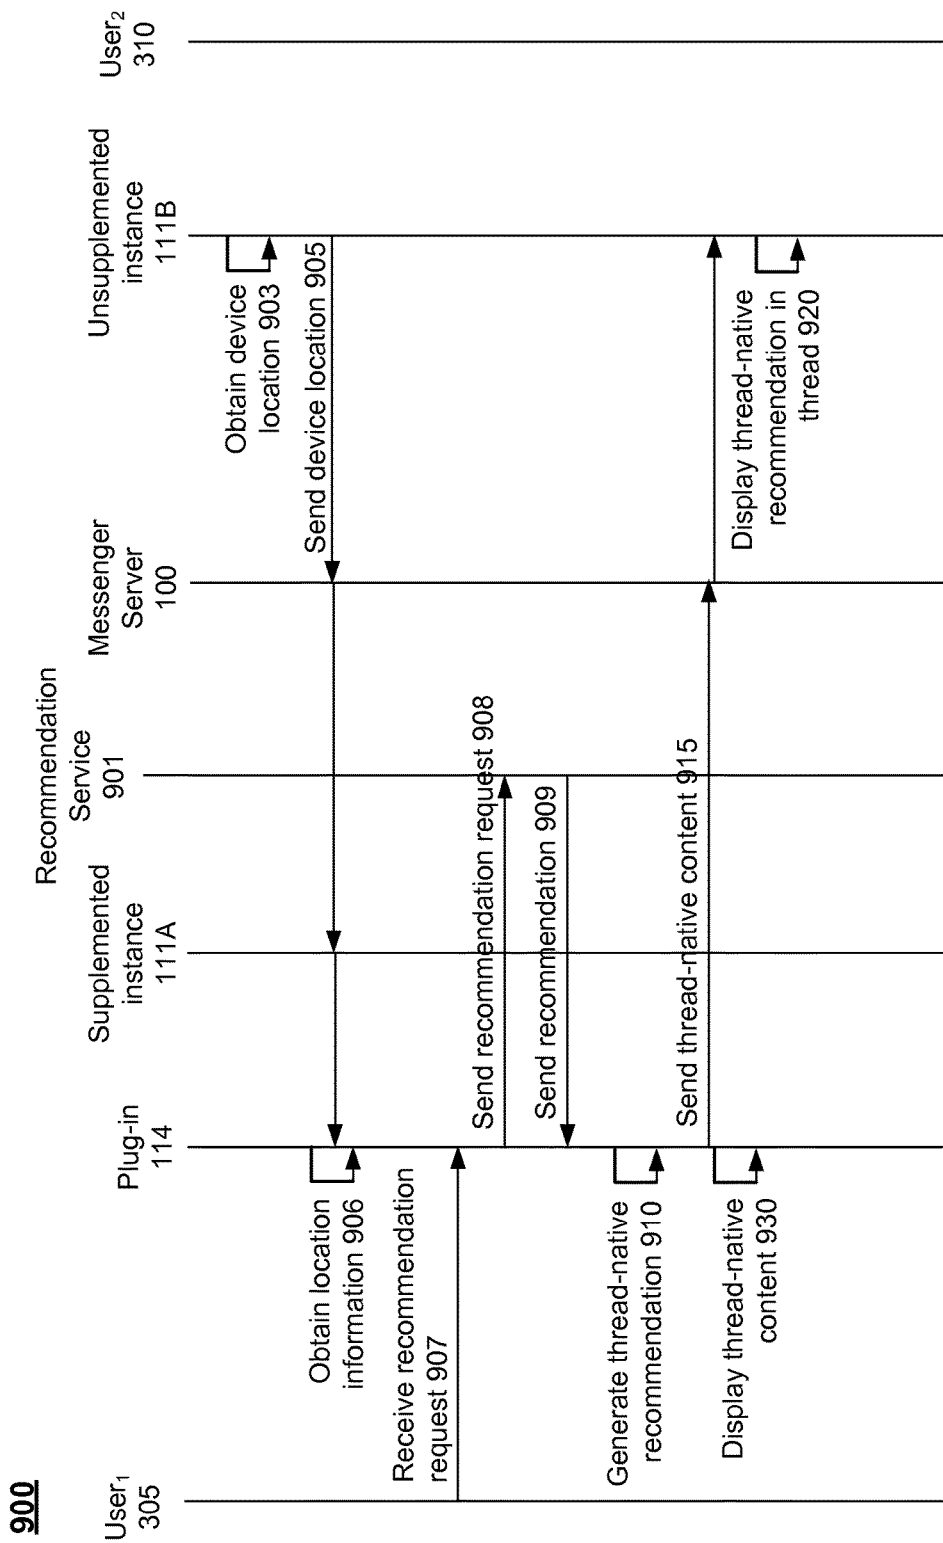 900
User1
305
Plug-in
114
Supplemented
instance
111A
Recommendation
Service
901
Messenger
Server
100
Unsupplemented
instance
111B
User2
310
Obtain device
location 903
Send device location 905
Obtain location
information 906
Receive recommendation
request 907
Send recommendation request 908
Send recommendation 909
Generate thread-native
recommendation 910
Send thread-native content 915
Display thread-native
content 930
Display thread-native
recommendation in
thread 920